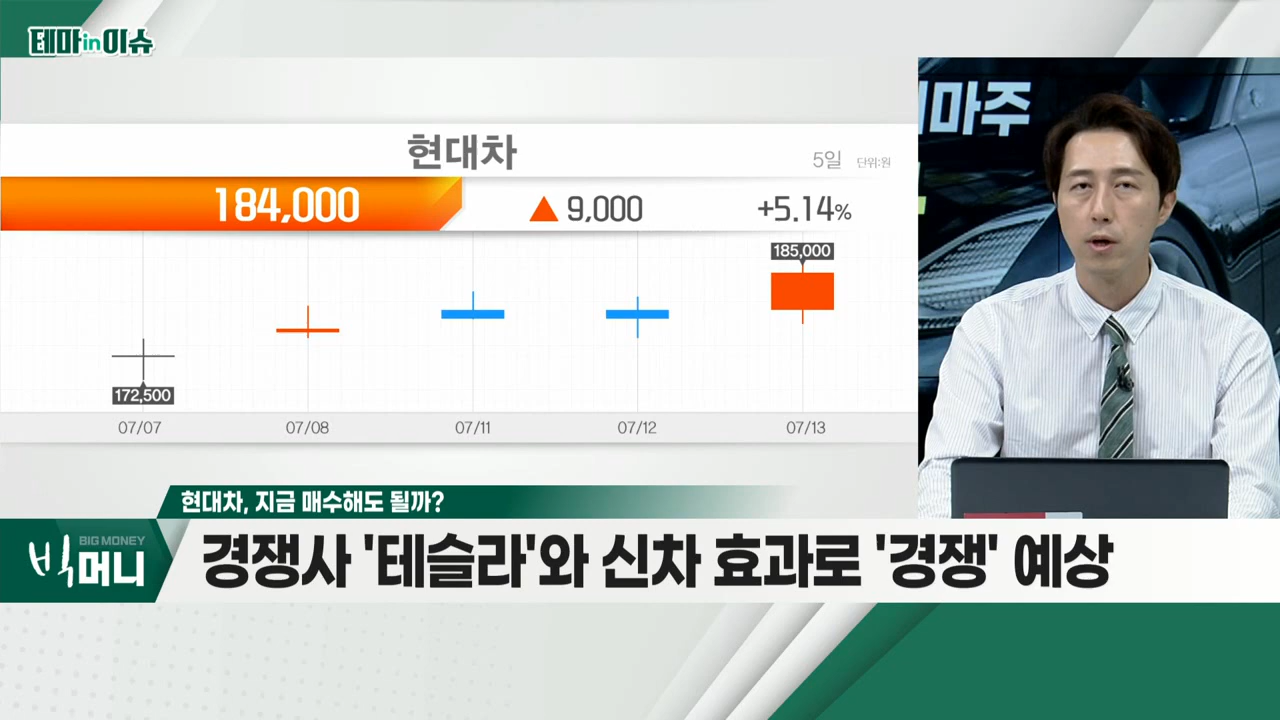 테마in이슈
마주
현대차
5일 단위:원
184,000 ▲ 9,000 +5.14%
185,000
172,500
07/07 07/08 07/11 07/12 07/13
현대차, 지금 매수해도 될까?
BIG MONEY
빅머니
경쟁사 '테슬라'와 신차 효과로 '경쟁' 예상